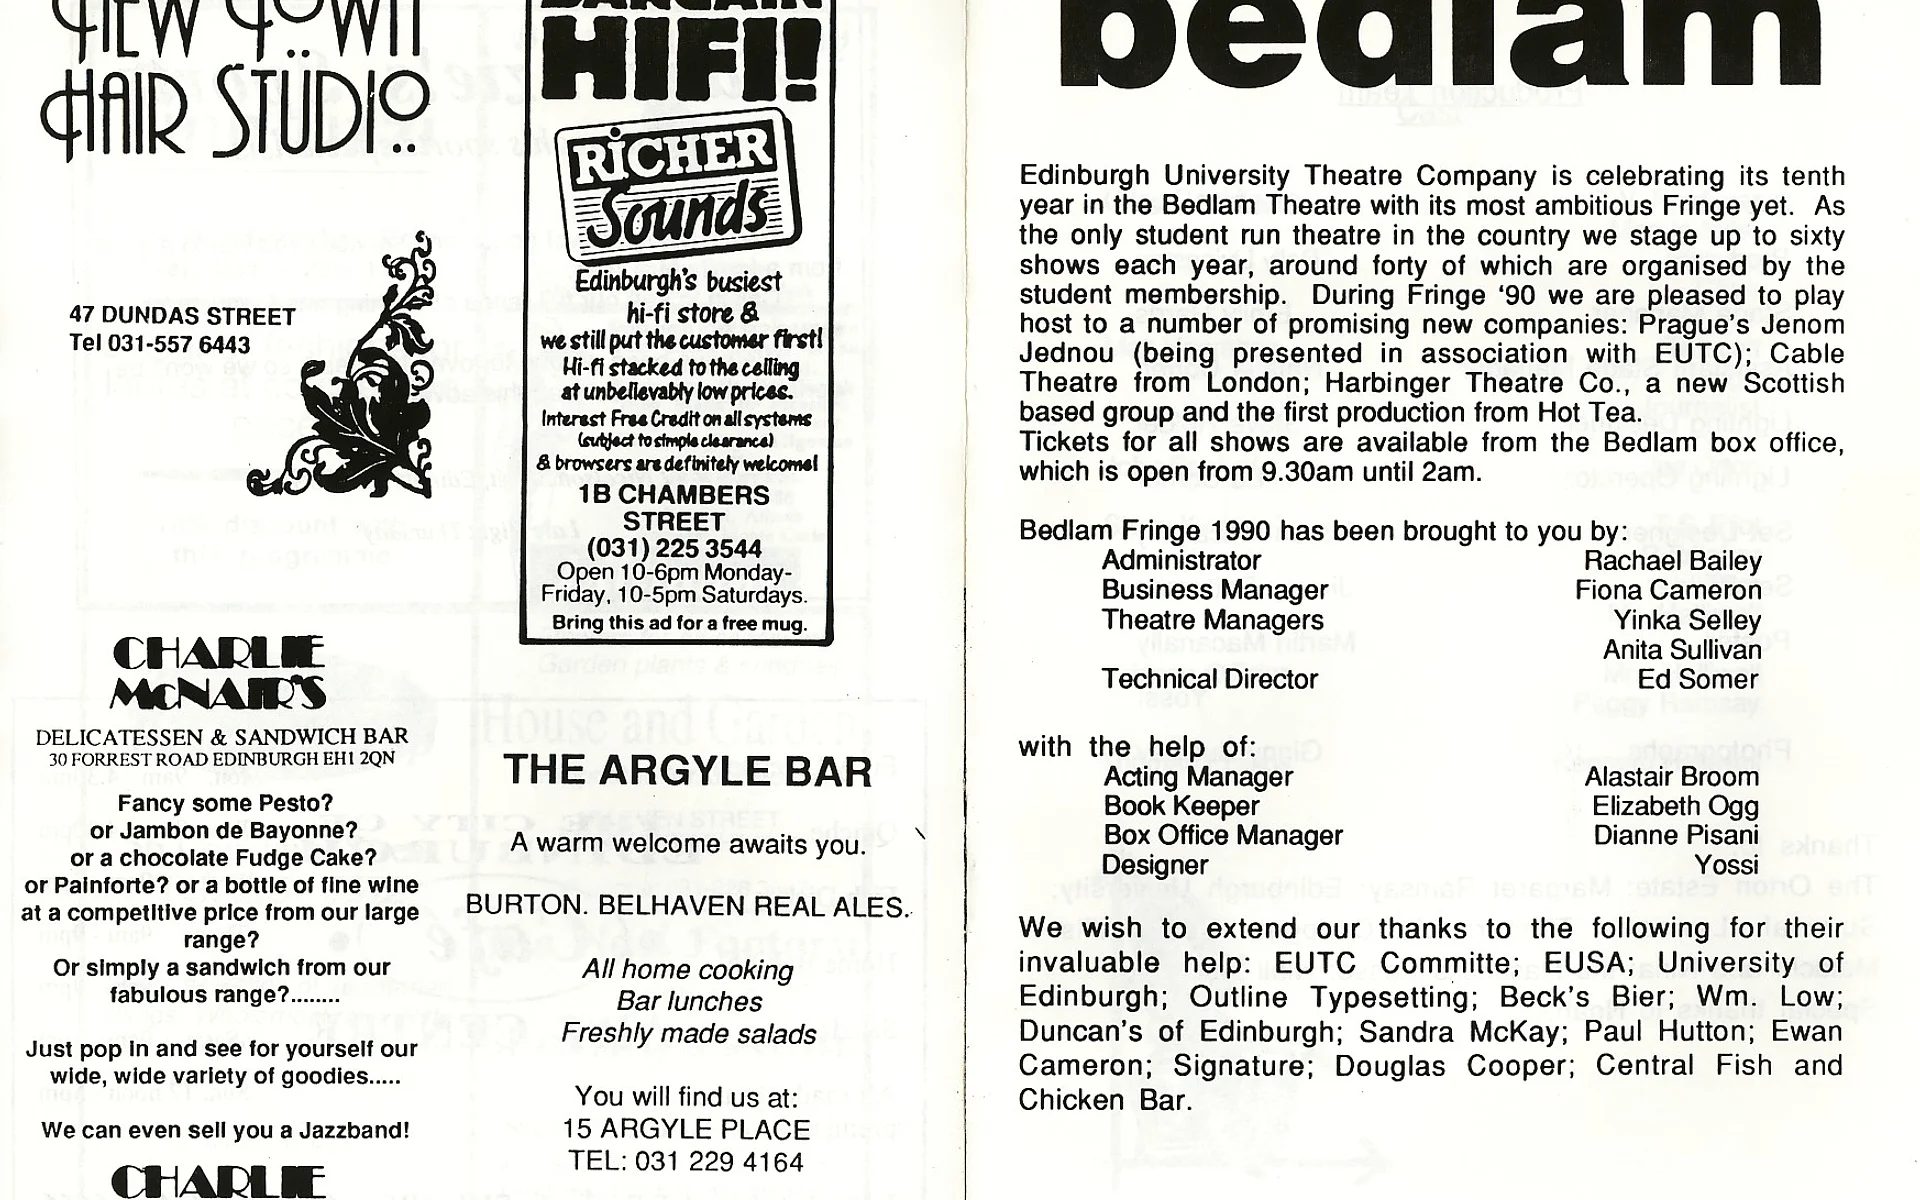 NEW TOWN
HAIR STÜDIO..
47 DUNDAS STREET
Tel 031-557 6443
CHARLIE
McNAIR'S
DELICATESSEN & SANDWICH BAR
30 FORREST ROAD EDINBURGH EH1 2QN
Fancy some Pesto?
or Jambon de Bayonne?
or a chocolate Fudge Cake?
or Painforte? or a bottle of fine wine
at a competitive price from our large
range?
Or simply a sandwich from our
fabulous range?........
Just pop in and see for yourself our
wide, wide variety of goodies.....
We can even sell you a Jazzband!
CHARLIE
BARGAIN
HIFI!
RICHER
Sounds
Edinburgh's busiest
hi-fi store &
we still put the customer first!
Hi-fi stacked to the ceiling
at unbelievably low prices.
Interest Free Credit on all systems
(subject to simple clearance)
& browsers are definitely welcome!
1B CHAMBERS
STREET
(031) 225 3544
Open 10-6pm Monday-
Friday, 10-5pm Saturdays.
Bring this ad for a free mug.
THE ARGYLE BAR
A warm welcome awaits you.
BURTON. BELHAVEN REAL ALES.
All home cooking
Bar lunches
Freshly made salads
You will find us at:
15 ARGYLE PLACE
TEL: 031 229 4164
bedlam
Edinburgh University Theatre Company is celebrating its tenth
year in the Bedlam Theatre with its most ambitious Fringe yet. As
the only student run theatre in the country we stage up to sixty
shows each year, around forty of which are organised by the
student membership. During Fringe '90 we are pleased to play
host to a number of promising new companies: Prague's Jenom
Jednou (being presented in association with EUTC); Cable
Theatre from London; Harbinger Theatre Co., a new Scottish
based group and the first production from Hot Tea.
Tickets for all shows are available from the Bedlam box office,
which is open from 9.30am until 2am.
Bedlam Fringe 1990 has been brought to you by:
Administrator Rachael Bailey
Business Manager Fiona Cameron
Theatre Managers Yinka Selley
Anita Sullivan
Technical Director Ed Somer
with the help of:
Acting Manager Alastair Broom
Book Keeper Elizabeth Ogg
Box Office Manager Dianne Pisani
Designer Yossi
We wish to extend our thanks to the following for their
invaluable help: EUTC Committe; EUSA; University of
Edinburgh; Outline Typesetting; Beck's Bier; Wm. Low;
Duncan's of Edinburgh; Sandra McKay; Paul Hutton; Ewan
Cameron; Signature; Douglas Cooper; Central Fish and
Chicken Bar.